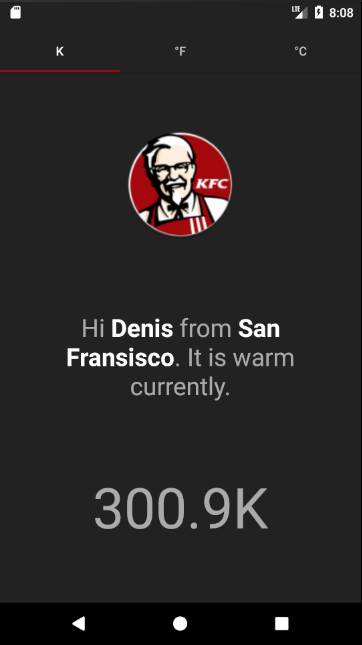 LTE 8:08
K °F °C
KFC
Hi Denis from San
Fransisco. It is warm
currently.
300.9K